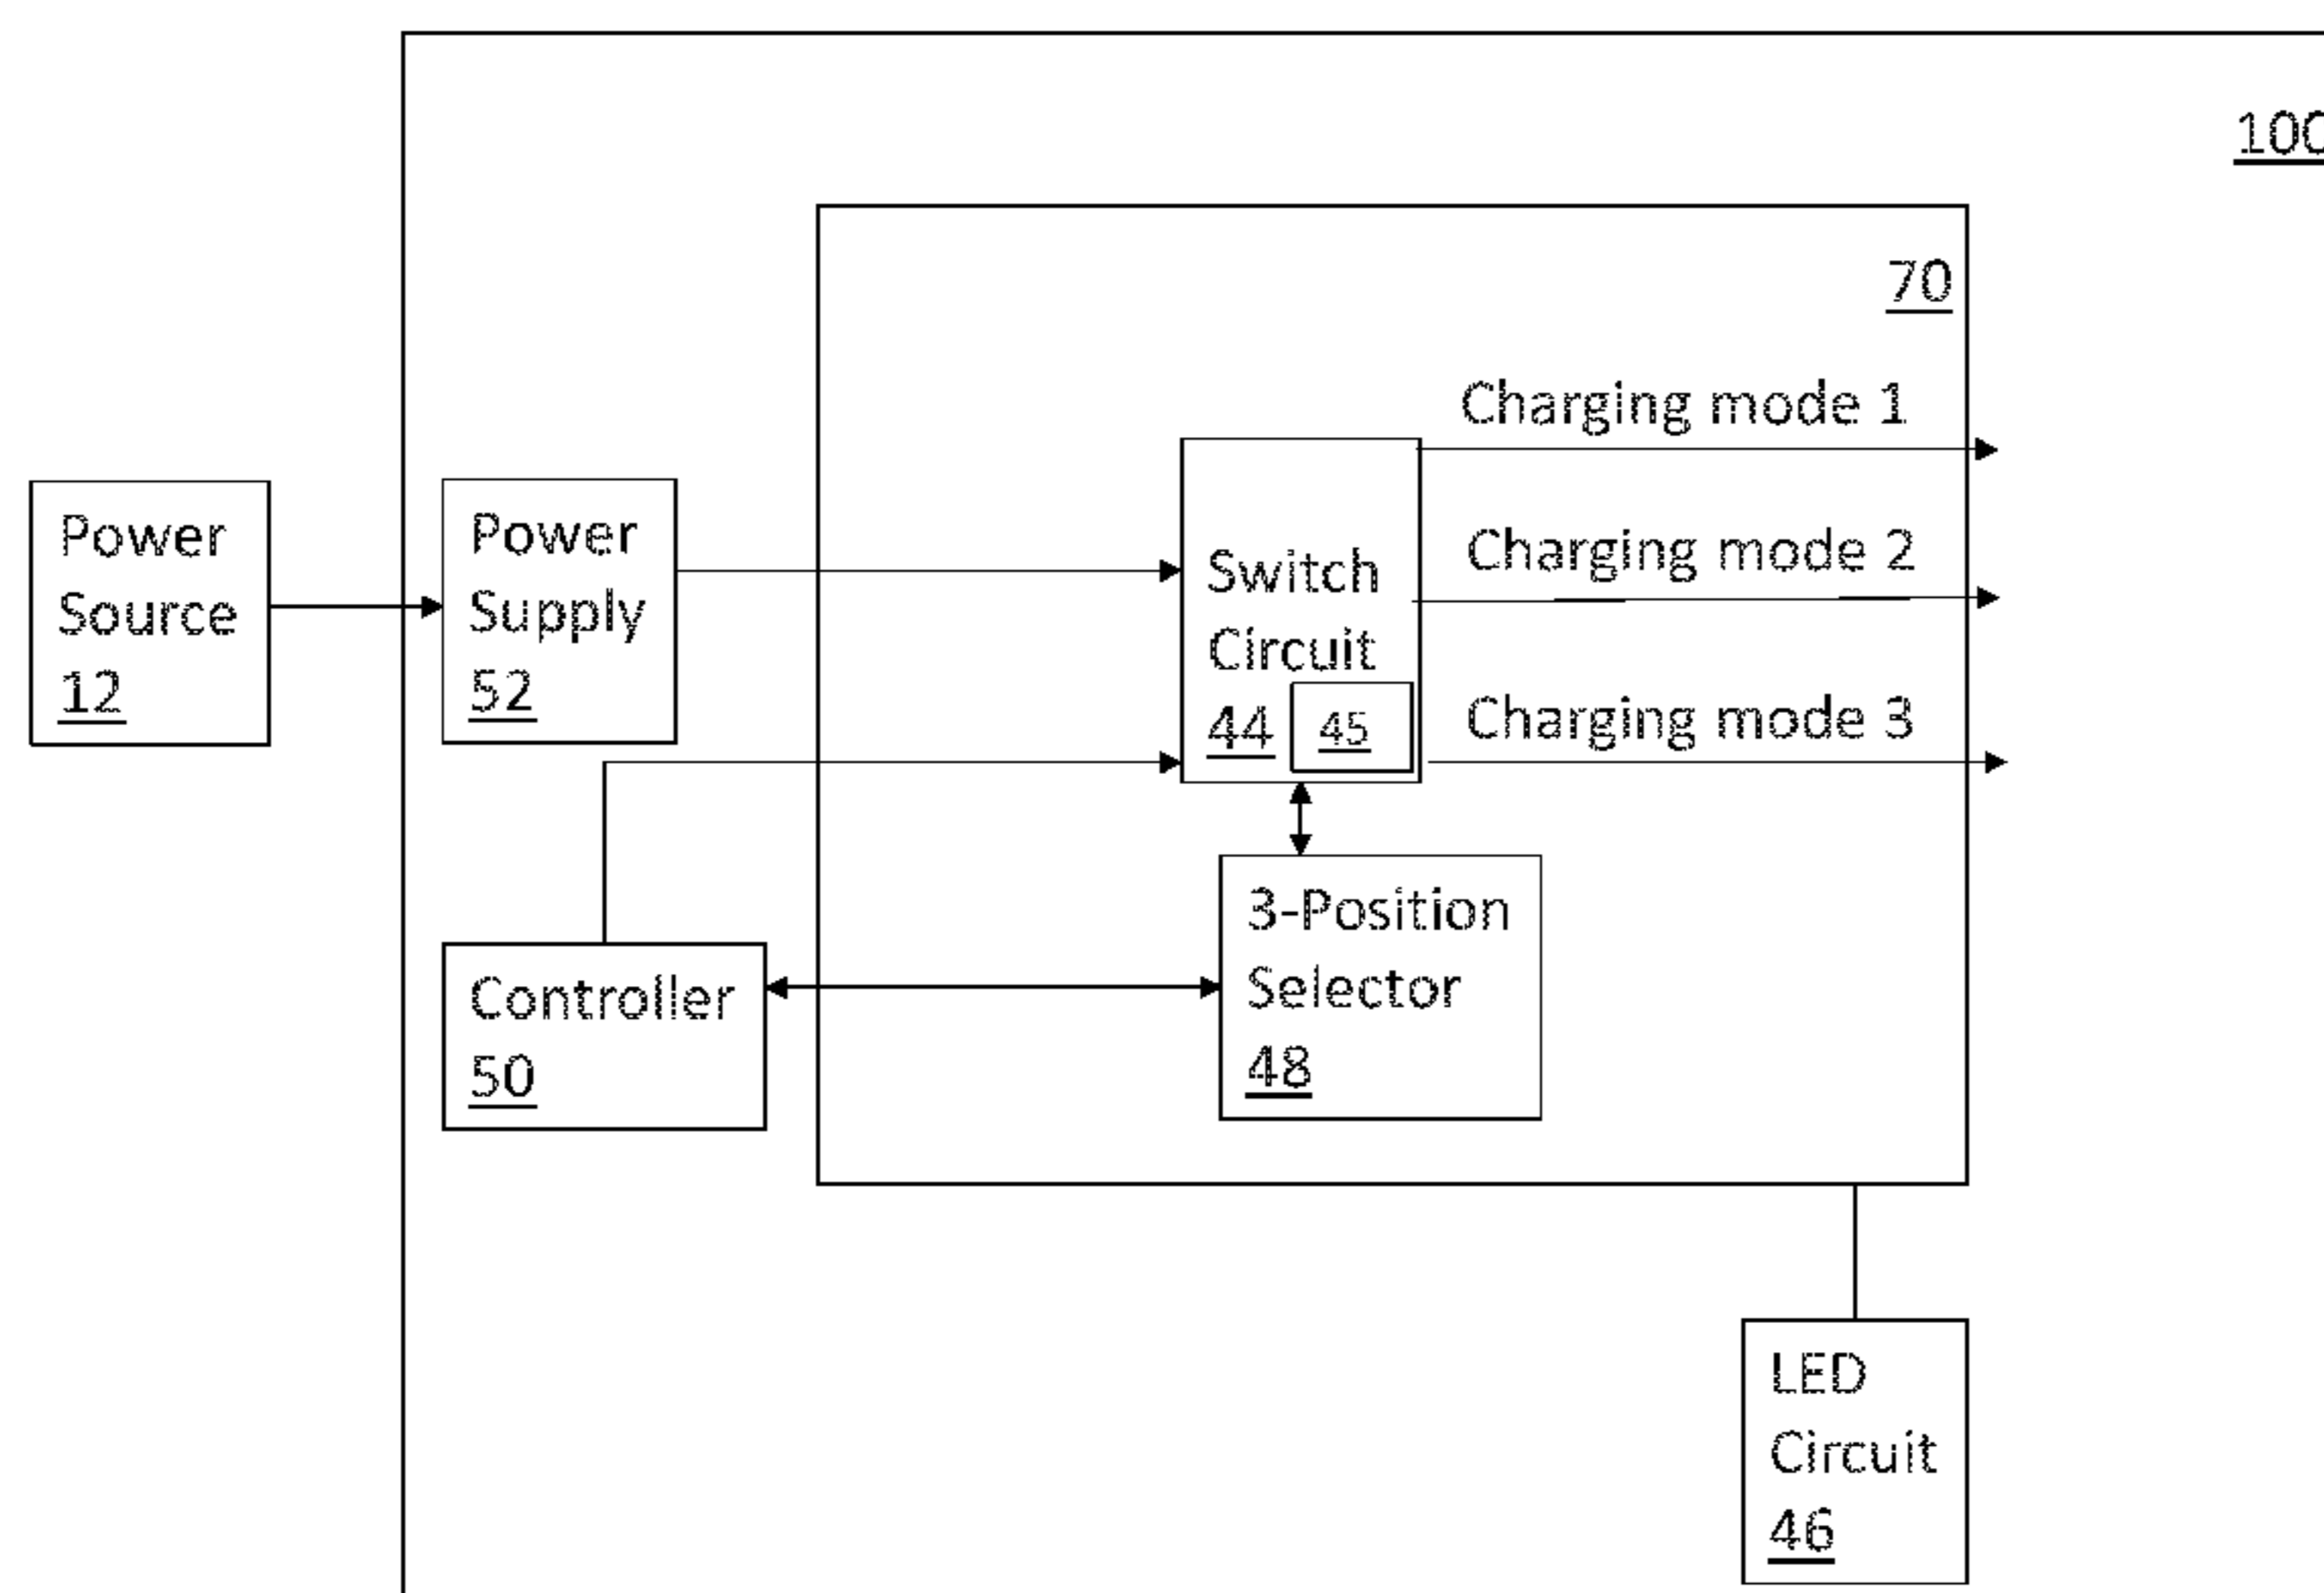 100
70
Charging mode 1
Power
Source
12
Power
Supply
52
Switch
Circuit
44
45
Charging mode 2
Charging mode 3
Controller
50
3-Position
Selector
48
LED
Circuit
46